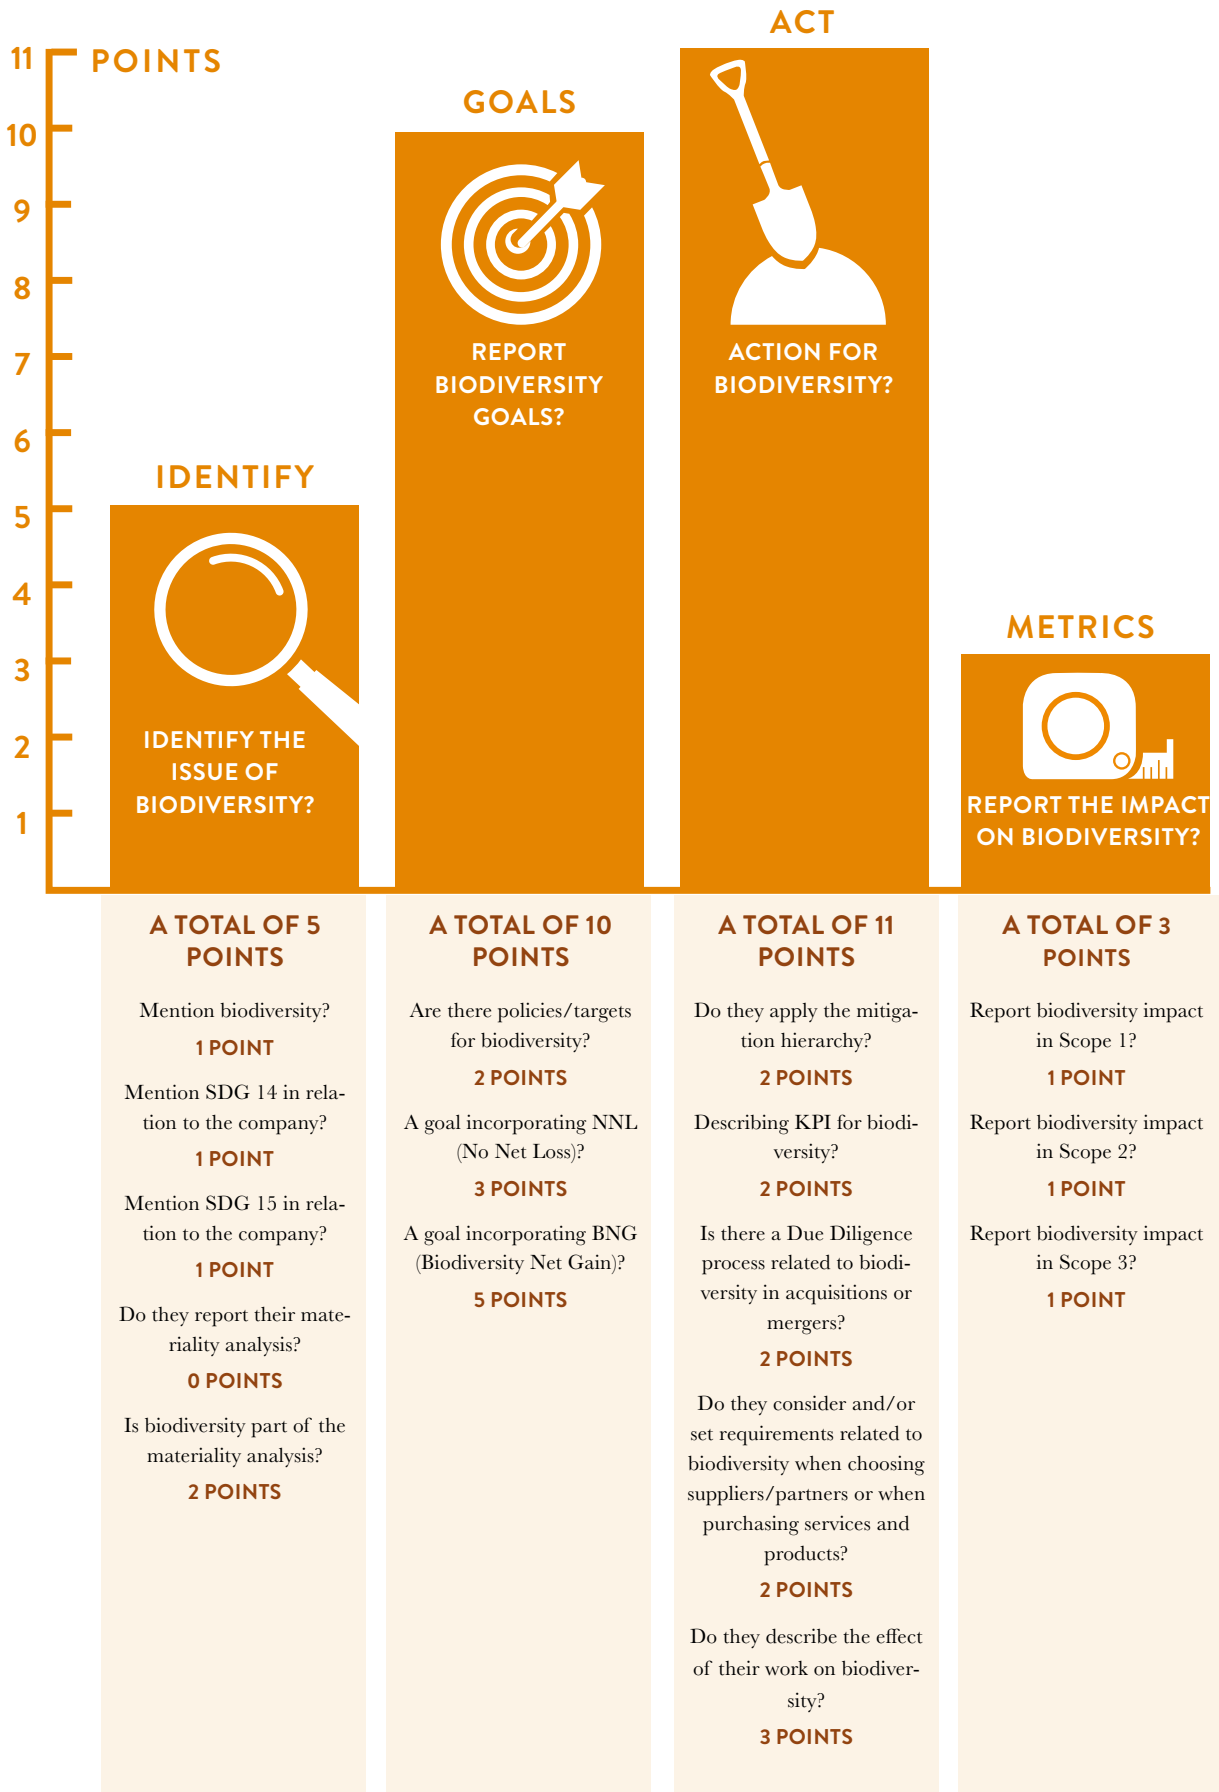 11 POINTS
10
9
8
7
6
5
4
3
2
1
IDENTIFY
IDENTIFY THE
ISSUE OF
BIODIVERSITY?
GOALS
REPORT
BIODIVERSITY
GOALS?
ACT
ACTION FOR
BIODIVERSITY?
METRICS
REPORT THE IMPACT
ON BIODIVERSITY?
A TOTAL OF 5
POINTS
Mention biodiversity?
1 POINT
Mention SDG 14 in rela-
tion to the company?
1 POINT
Mention SDG 15 in rela-
tion to the company?
1 POINT
Do they report their mate-
riality analysis?
0 POINTS
Is biodiversity part of the
materiality analysis?
2 POINTS
A TOTAL OF 10
POINTS
Are there policies/targets
for biodiversity?
2 POINTS
A goal incorporating NNL
(No Net Loss)?
3 POINTS
A goal incorporating BNG
(Biodiversity Net Gain)?
5 POINTS
A TOTAL OF 11
POINTS
Do they apply the mitiga-
tion hierarchy?
2 POINTS
Describing KPI for biodi-
versity?
2 POINTS
Is there a Due Diligence
process related to biodi-
versity in acquisitions or
mergers?
2 POINTS
Do they consider and/or
set requirements related to
biodiversity when choosing
suppliers/partners or when
purchasing services and
products?
2 POINTS
Do they describe the effect
of their work on biodiver-
sity?
3 POINTS
A TOTAL OF 3
POINTS
Report biodiversity impact
in Scope 1?
1 POINT
Report biodiversity impact
in Scope 2?
1 POINT
Report biodiversity impact
in Scope 3?
1 POINT